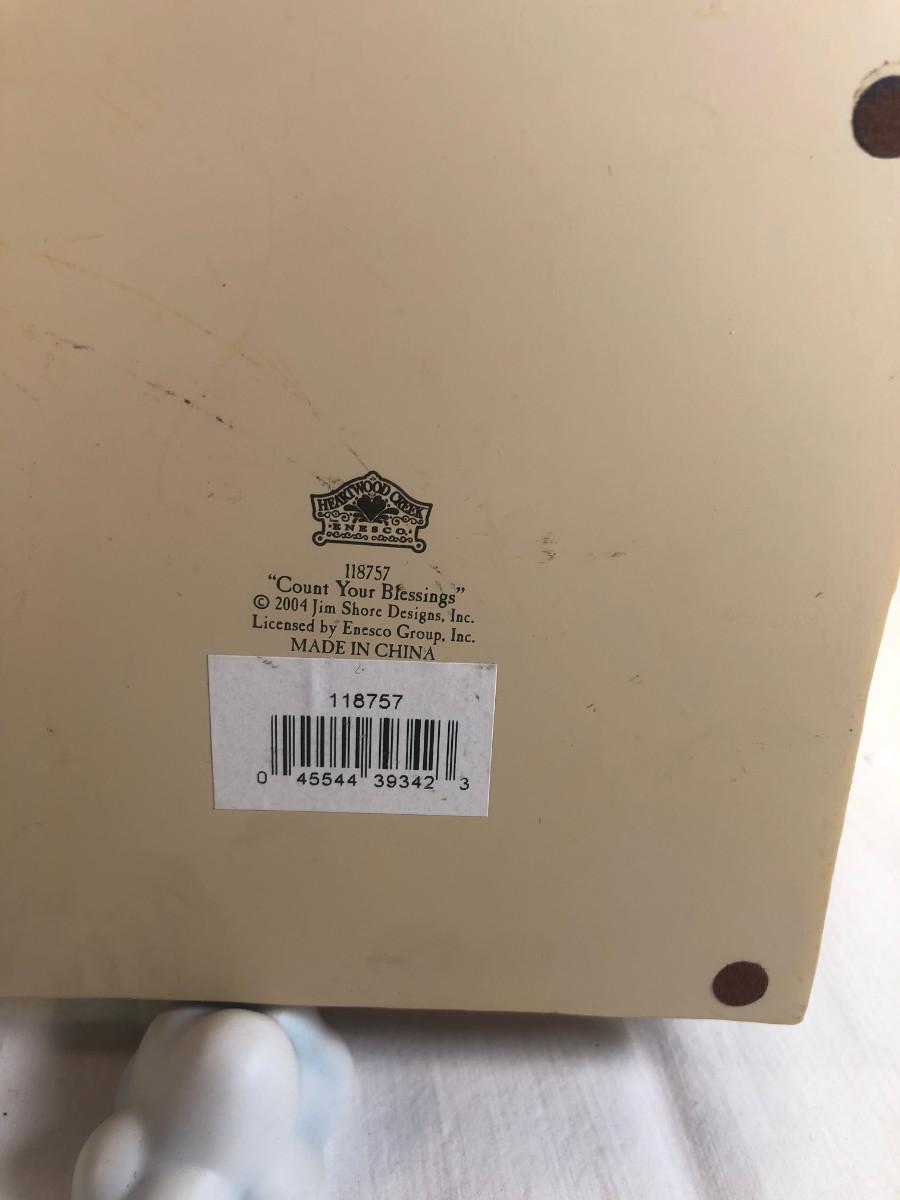 HEARTWOOD CREEK
ENESCO
118757
“Count Your Blessings”
© 2004 Jim Shore Designs, Inc.
Licensed by Enesco Group, Inc.
MADE IN CHINA
118757
0 45544 39342 3